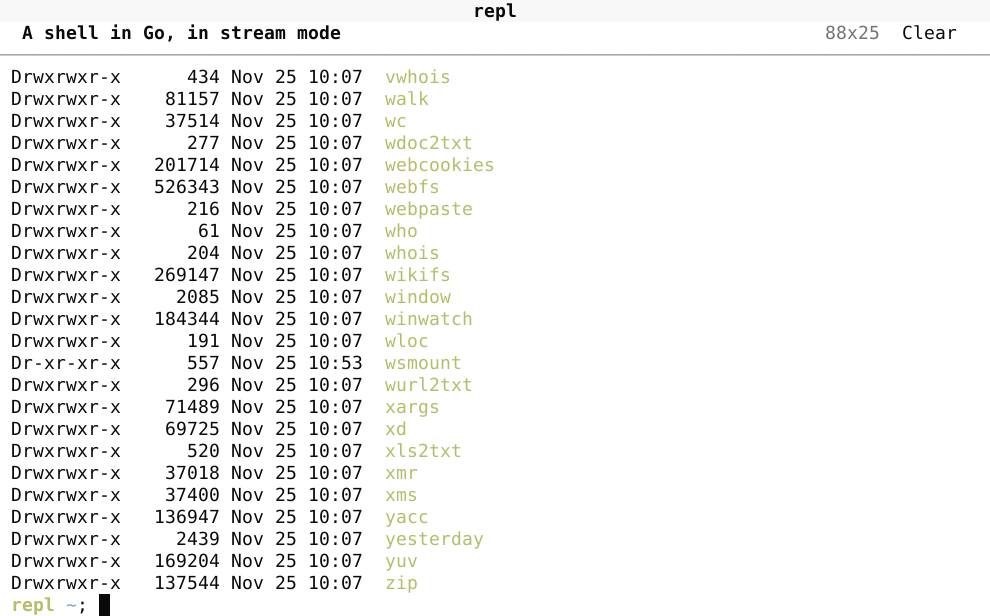 repl
A shell in Go, in stream mode 88x25 Clear
Drwxrwxr-x 434 Nov 25 10:07 vwhois
Drwxrwxr-x 81157 Nov 25 10:07 walk
Drwxrwxr-x 37514 Nov 25 10:07 wc
Drwxrwxr-x 277 Nov 25 10:07 wdoc2txt
Drwxrwxr-x 201714 Nov 25 10:07 webcookies
Drwxrwxr-x 526343 Nov 25 10:07 webfs
Drwxrwxr-x 216 Nov 25 10:07 webpaste
Drwxrwxr-x 61 Nov 25 10:07 who
Drwxrwxr-x 204 Nov 25 10:07 whois
Drwxrwxr-x 269147 Nov 25 10:07 wikifs
Drwxrwxr-x 2085 Nov 25 10:07 window
Drwxrwxr-x 184344 Nov 25 10:07 winwatch
Drwxrwxr-x 191 Nov 25 10:07 wloc
Dr-xr-xr-x 557 Nov 25 10:53 wsmount
Drwxrwxr-x 296 Nov 25 10:07 wurl2txt
Drwxrwxr-x 71489 Nov 25 10:07 xargs
Drwxrwxr-x 69725 Nov 25 10:07 xd
Drwxrwxr-x 520 Nov 25 10:07 xls2txt
Drwxrwxr-x 37018 Nov 25 10:07 xmr
Drwxrwxr-x 37400 Nov 25 10:07 xms
Drwxrwxr-x 136947 Nov 25 10:07 yacc
Drwxrwxr-x 2439 Nov 25 10:07 yesterday
Drwxrwxr-x 169204 Nov 25 10:07 yuv
Drwxrwxr-x 137544 Nov 25 10:07 zip
repl ~;